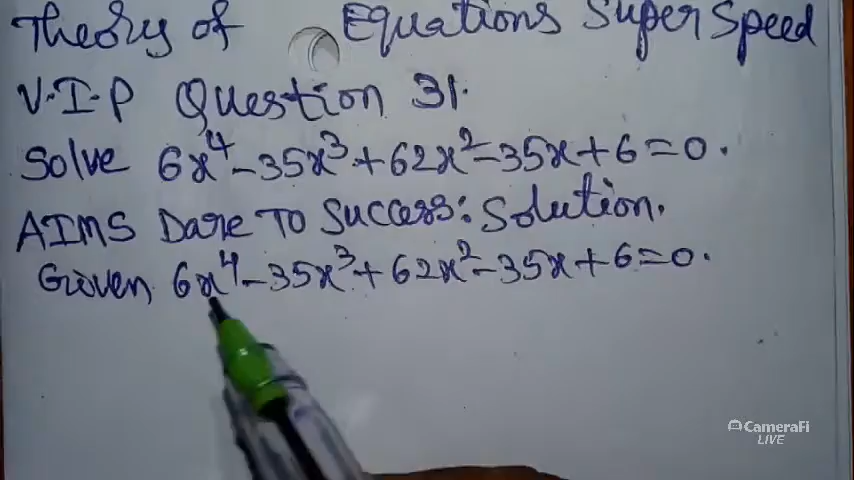 Theory of Equations Super Speed
V.I.P Question 31.
Solve 6x⁴-35x³+62x²-35x+6=0.
AIMS Dare To Success: Solution.
Given 6x⁴-35x³+62x²-35x+6=0.
CameraFi
LIVE